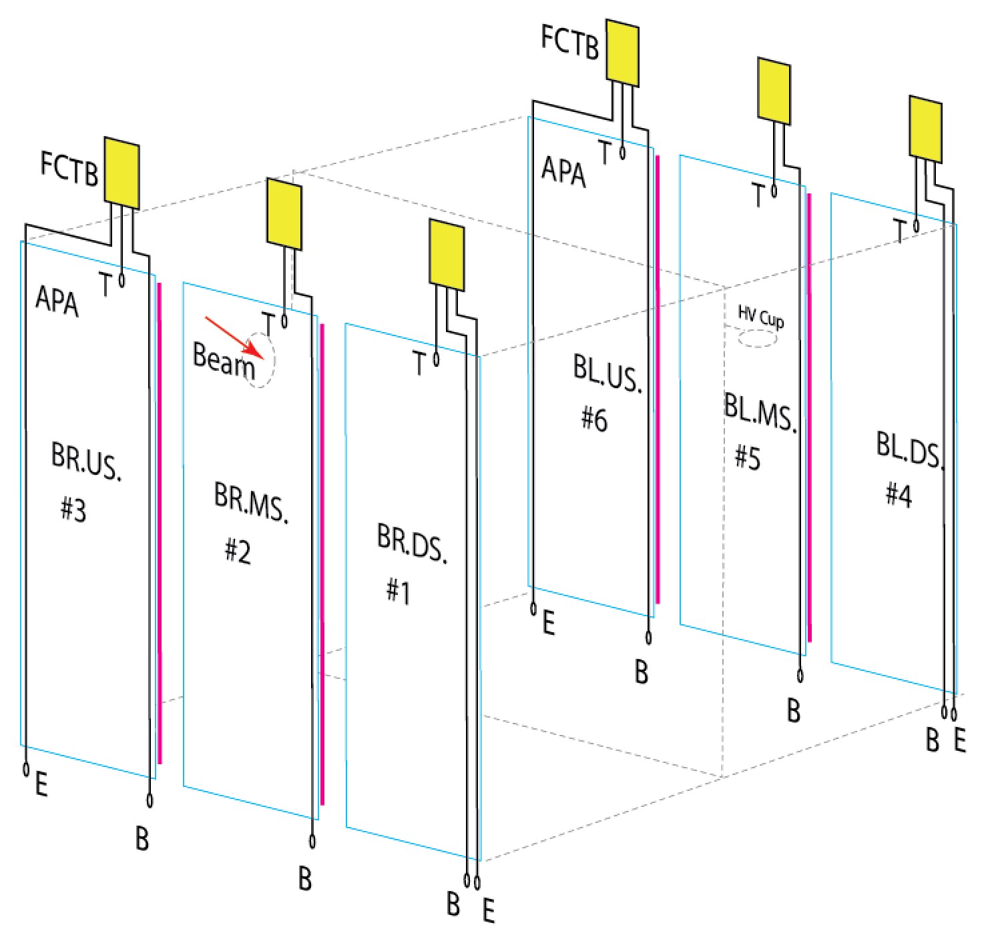 FCTB
T
APA
BR.US.
#3
E
B
T
Beam
BR.MS.
#2
B
T
BR.DS.
#1
B E
FCTB
T
APA
BL.US.
#6
E
B
T
HV Cup
BL.MS.
#5
B
T
BL.DS.
#4
B E